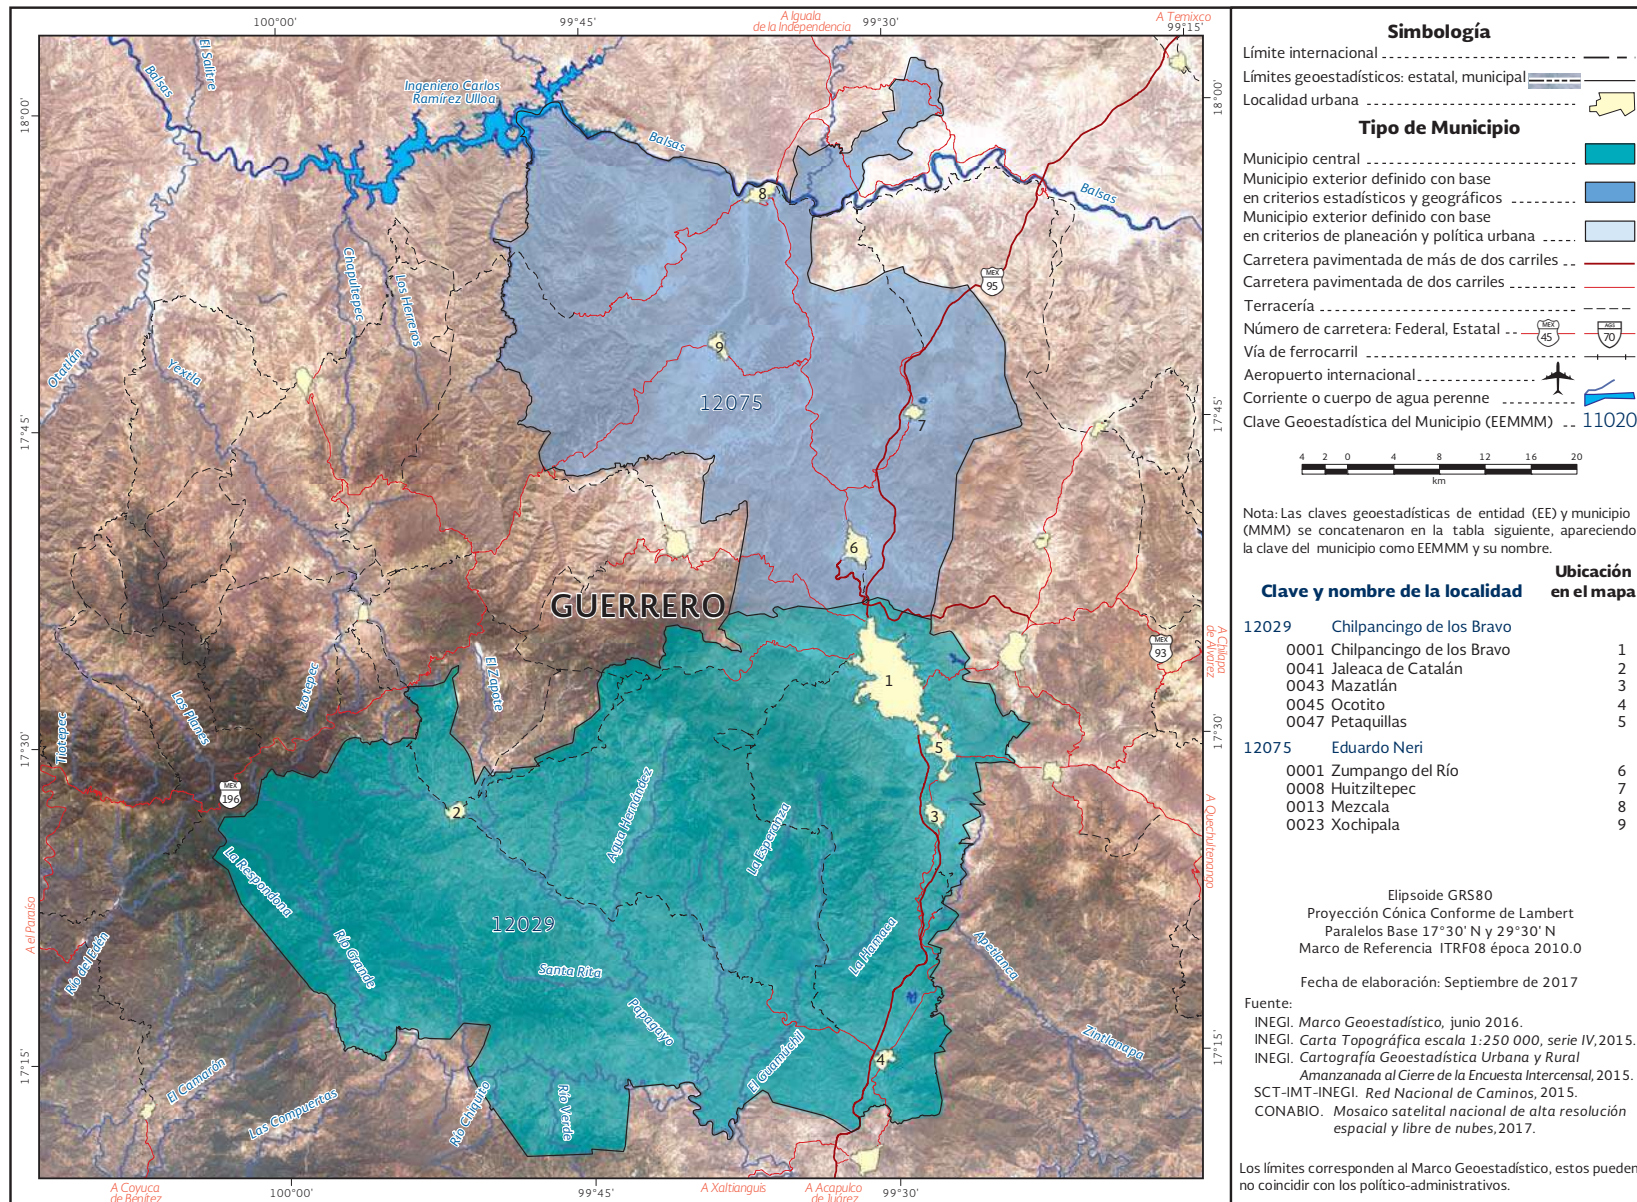 100°00'
99°45'
A Iguala
de la Independencia
99°30'
A Temixco
99°15'
18°00'
17°45'
17°30'
17°15'
18°00'
17°45'
17°30'
17°15'
Balsas
El Salitre
Ingeniero Carlos
Ramírez Ulloa
Balsas
Balsas
8
Chapultepec
Los Herreros
MEX
95
Otatlán
Yextla
9
12075
7
6
GUERRERO
A Chilapa
de Álvarez
MEX
93
Izotepec
El Zapote
Los Planes
Tlotepec
1
5
MEX
196
2
Agua Hernández
La Esperanza
3
A Quechultenango
La Respondona
12029
A el Paraíso
Río del Edén
Río Grande
Santa Rita
La Hamaca
Apetlanca
Papagayo
El Guamúchil
Zintlanapa
4
El Camarón
Las Compuertas
Río Chiquito
Río Verde
A Coyuca
de Benítez
100°00'
99°45'
A Xaltianguis
A Acapulco
de Juárez
99°30'
Simbología
Límite internacional
Límites geoestadísticos: estatal, municipal
Localidad urbana
Tipo de Municipio
Municipio central
Municipio exterior definido con base
en criterios estadísticos y geográficos
Municipio exterior definido con base
en criterios de planeación y política urbana
Carretera pavimentada de más de dos carriles
Carretera pavimentada de dos carriles
Terracería
Número de carretera: Federal, Estatal MEX 45 AGS 70
Vía de ferrocarril
Aeropuerto internacional
Corriente o cuerpo de agua perenne
Clave Geoestadística del Municipio (EEMMM) 11020
4 2 0 4 8 12 16 20
km
Nota: Las claves geoestadísticas de entidad (EE) y municipio
(MMM) se concatenaron en la tabla siguiente, apareciendo
la clave del municipio como EEMMM y su nombre.
Clave y nombre de la localidad Ubicación
en el mapa
12029 Chilpancingo de los Bravo
0001 Chilpancingo de los Bravo 1
0041 Jaleaca de Catalán 2
0043 Mazatlán 3
0045 Ocotito 4
0047 Petaquillas 5
12075 Eduardo Neri
0001 Zumpango del Río 6
0008 Huitziltepec 7
0013 Mezcala 8
0023 Xochipala 9
Elipsoide GRS80
Proyección Cónica Conforme de Lambert
Paralelos Base 17°30' N y 29°30' N
Marco de Referencia ITRF08 época 2010.0
Fecha de elaboración: Septiembre de 2017
Fuente:
INEGI. Marco Geoestadístico, junio 2016.
INEGI. Carta Topográfica escala 1:250 000, serie IV, 2015.
INEGI. Cartografía Geoestadística Urbana y Rural
Amanzanada al Cierre de la Encuesta Intercensal, 2015.
SCT-IMT-INEGI. Red Nacional de Caminos, 2015.
CONABIO. Mosaico satelital nacional de alta resolución
espacial y libre de nubes, 2017.
Los límites corresponden al Marco Geoestadístico, estos pueden
no coincidir con los político-administrativos.